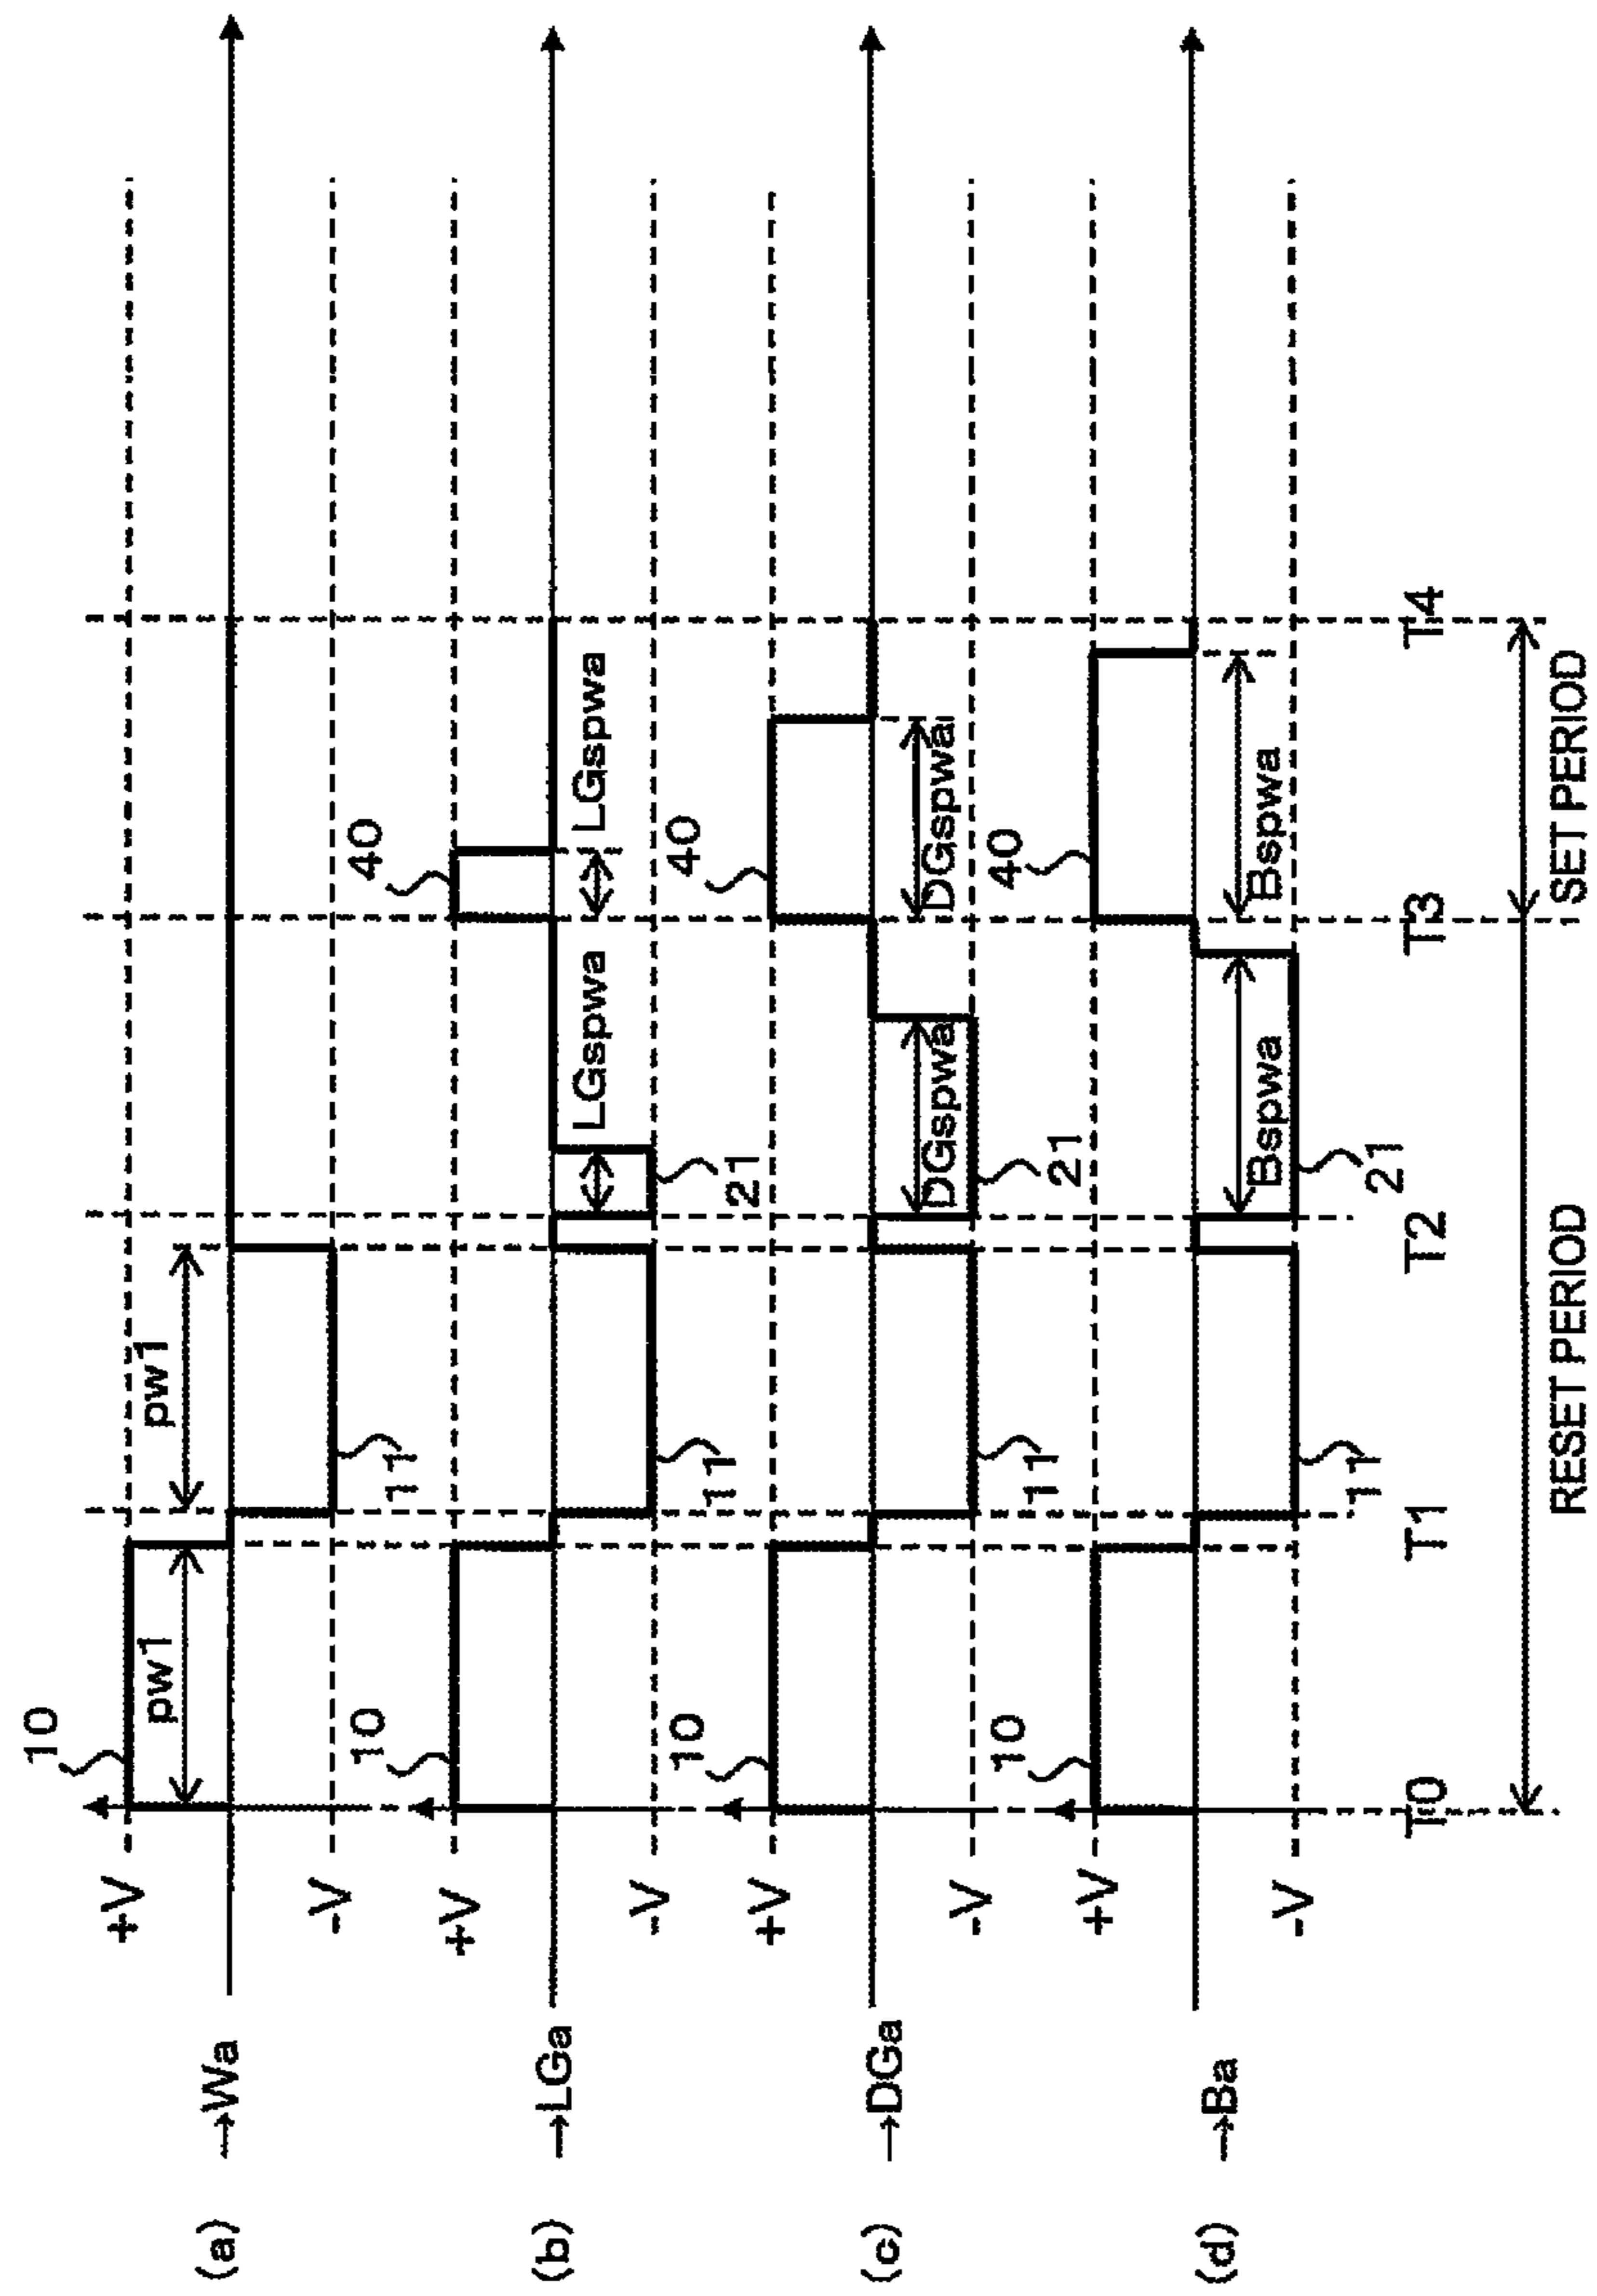 (a) →Wa
+V
-V
10
pw1
pw1
11
(b) →LGa
+V
-V
10
11
21
LGspwa
40
LGspwa
(c) →DGa
+V
-V
10
11
21
DGspwa
40
DGspwa
(d) →Ba
+V
-V
10
11
21
Bspwa
40
Bspwa
T0
T1
T2
T3
T4
RESET PERIOD
SET PERIOD